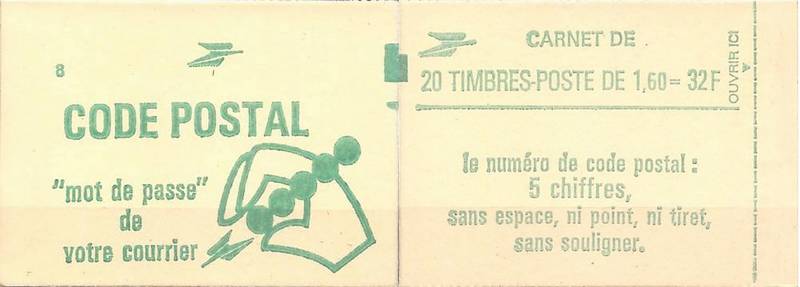 8
CODE POSTAL
"mot de passe"
de
votre courrier
CARNET DE
20 TIMBRES-POSTE DE 1,60 = 32F
OUVRIR ICI
le numéro de code postal :
5 chiffres,
sans espace, ni point, ni tiret,
sans souligner.